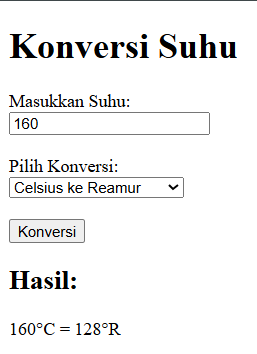 Konversi Suhu
Masukkan Suhu:
160
Pilih Konversi:
Celsius ke Reamur
Konversi
Hasil:
160°C = 128°R